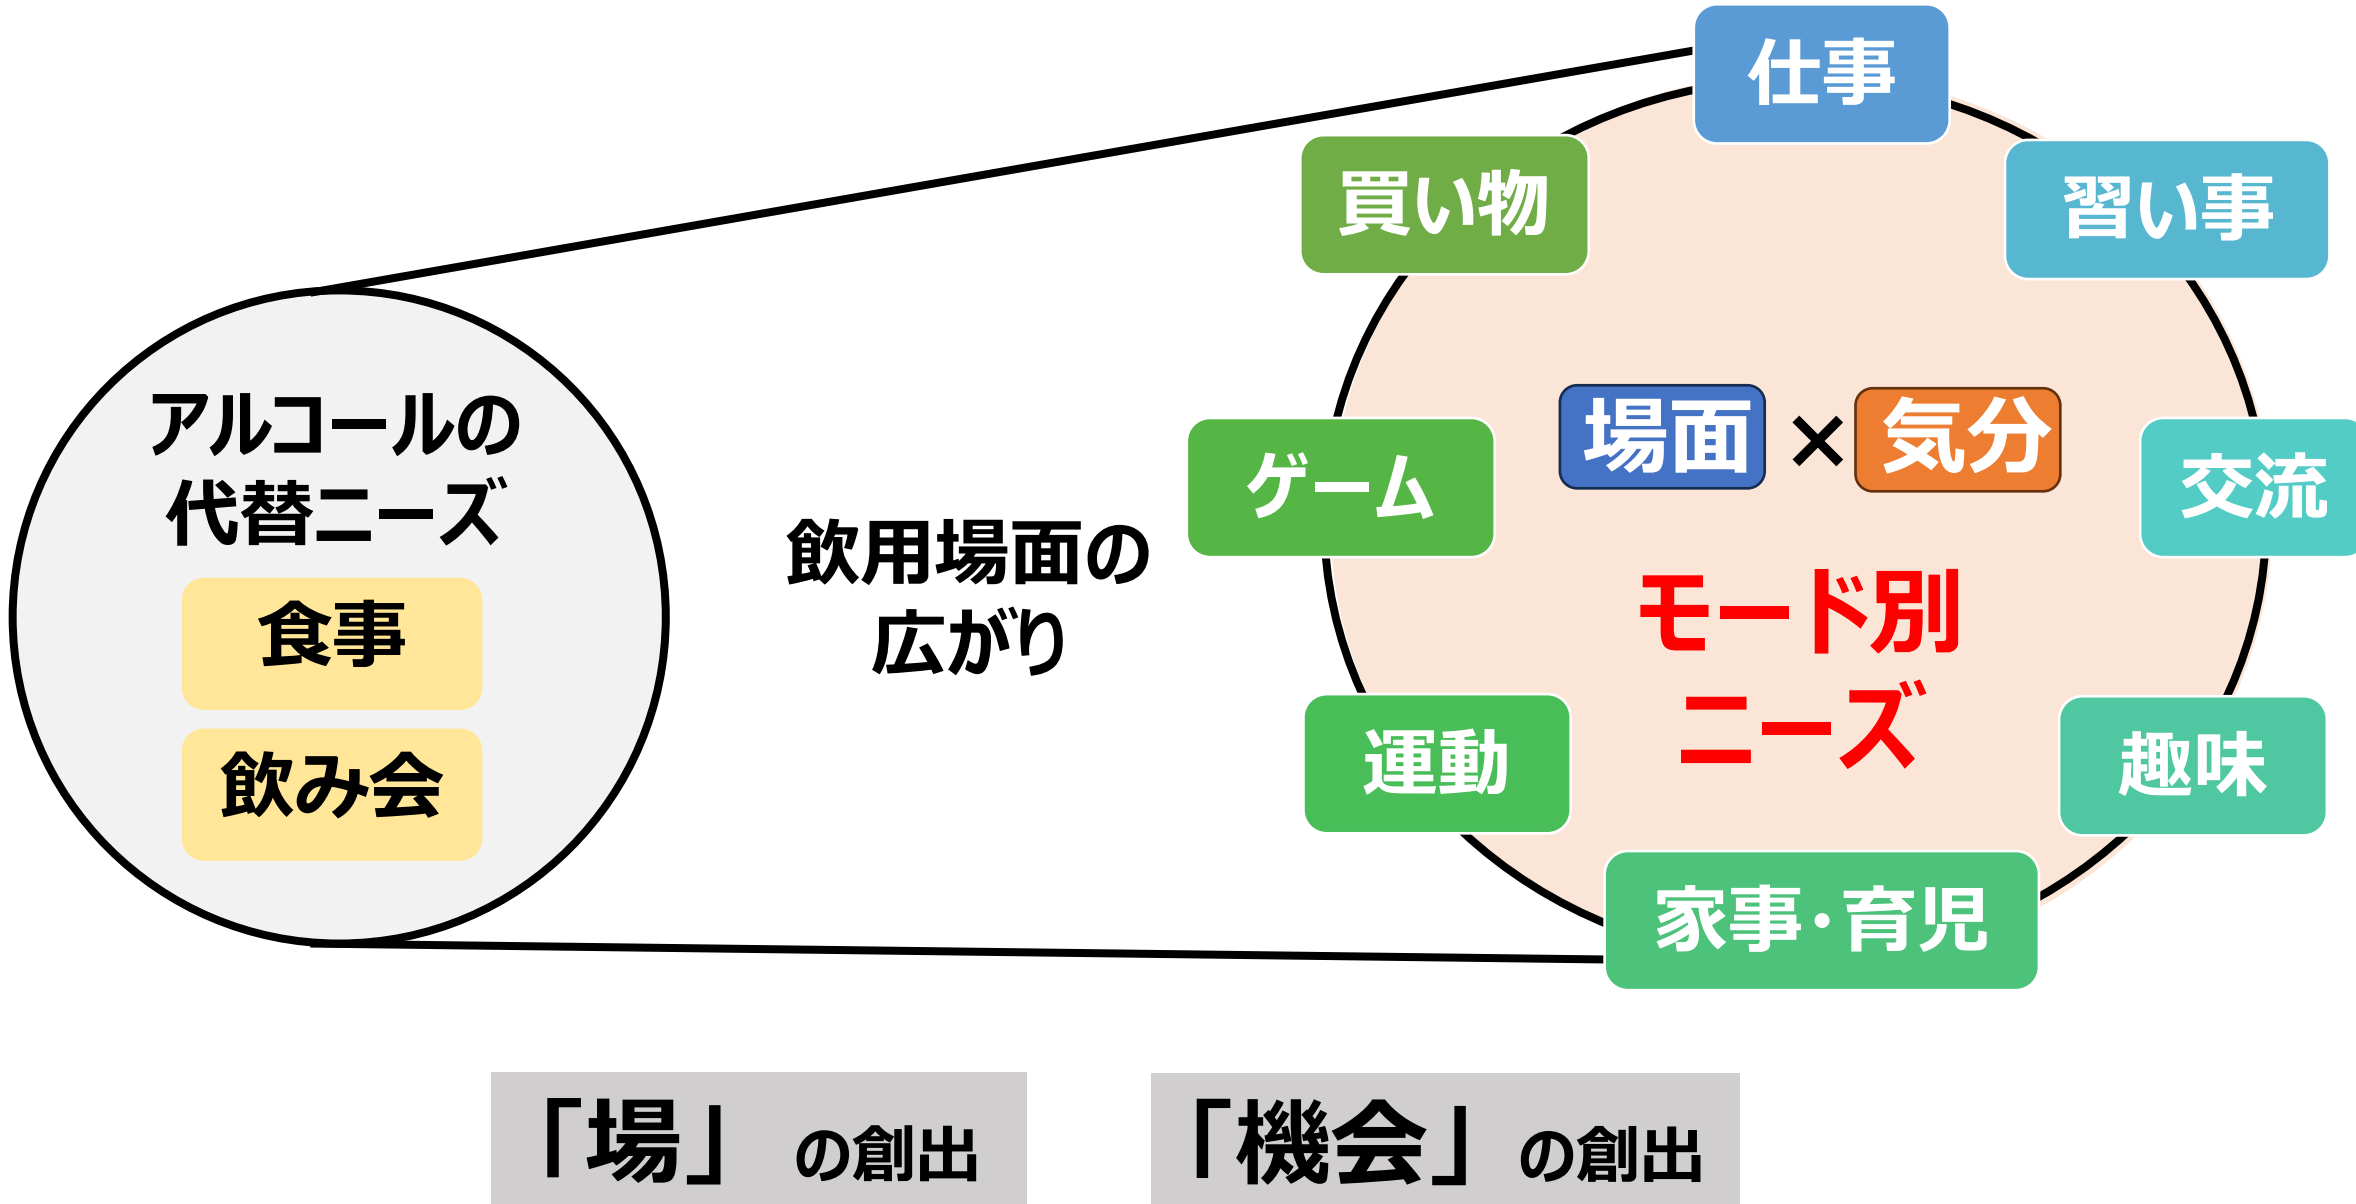 アルコールの
代替ニーズ
食事
飲み会
飲用場面の
広がり
仕事
買い物
習い事
ゲーム
場面×気分
交流
モード別
ニーズ
運動
趣味
家事・育児
「場」の創出
「機会」の創出